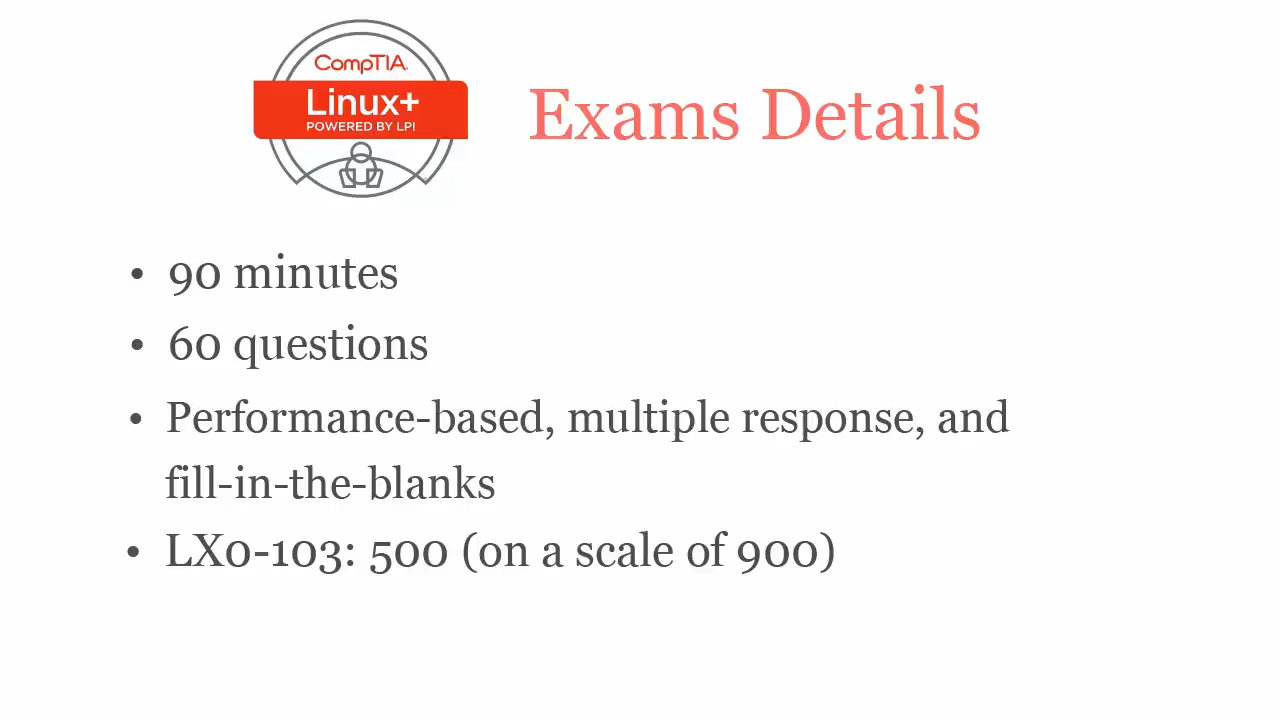 CompTIA.
Linux+
POWERED BY LPI
Exams Details
• 90 minutes
• 60 questions
• Performance-based, multiple response, and
fill-in-the-blanks
• LX0-103: 500 (on a scale of 900)